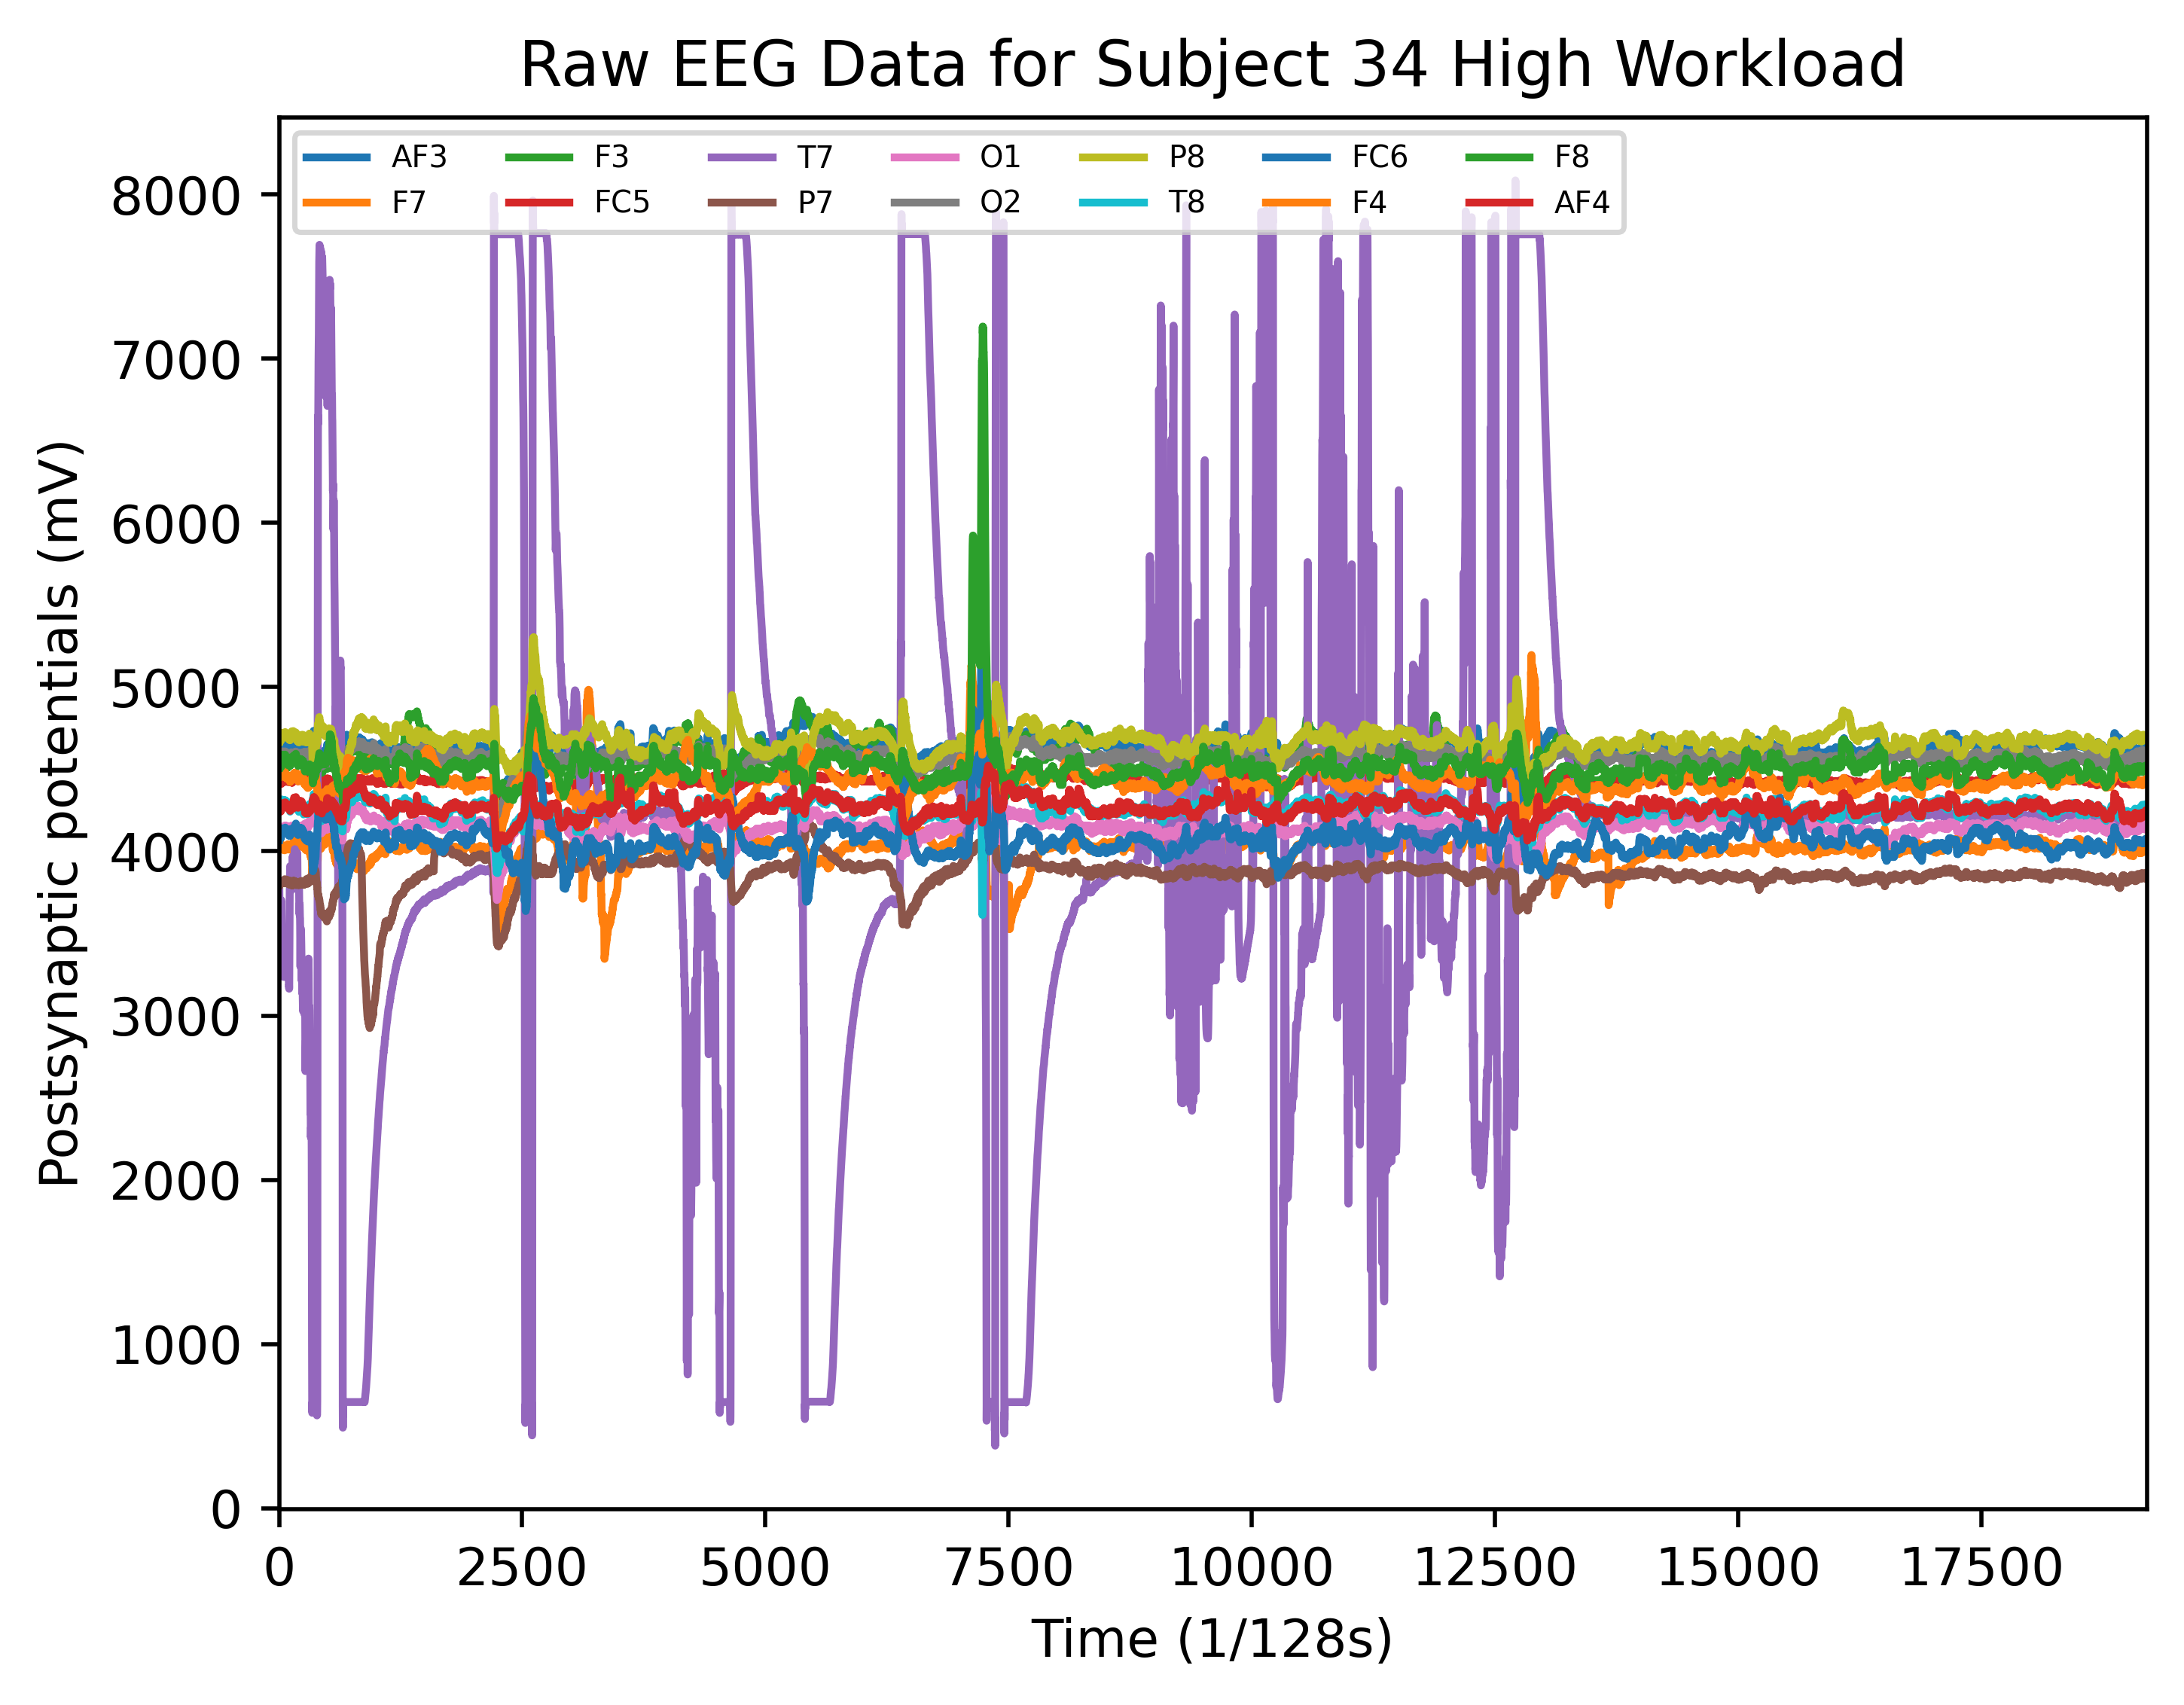 Raw EEG Data for Subject 34 High Workload
AF3 F3 T7 O1 P8 FC6 F8
F7 FC5 P7 O2 T8 F4 AF4
8000
7000
6000
5000
4000
3000
2000
1000
0
Postsynaptic potentials (mV)
0 2500 5000 7500 10000 12500 15000 17500
Time (1/128s)